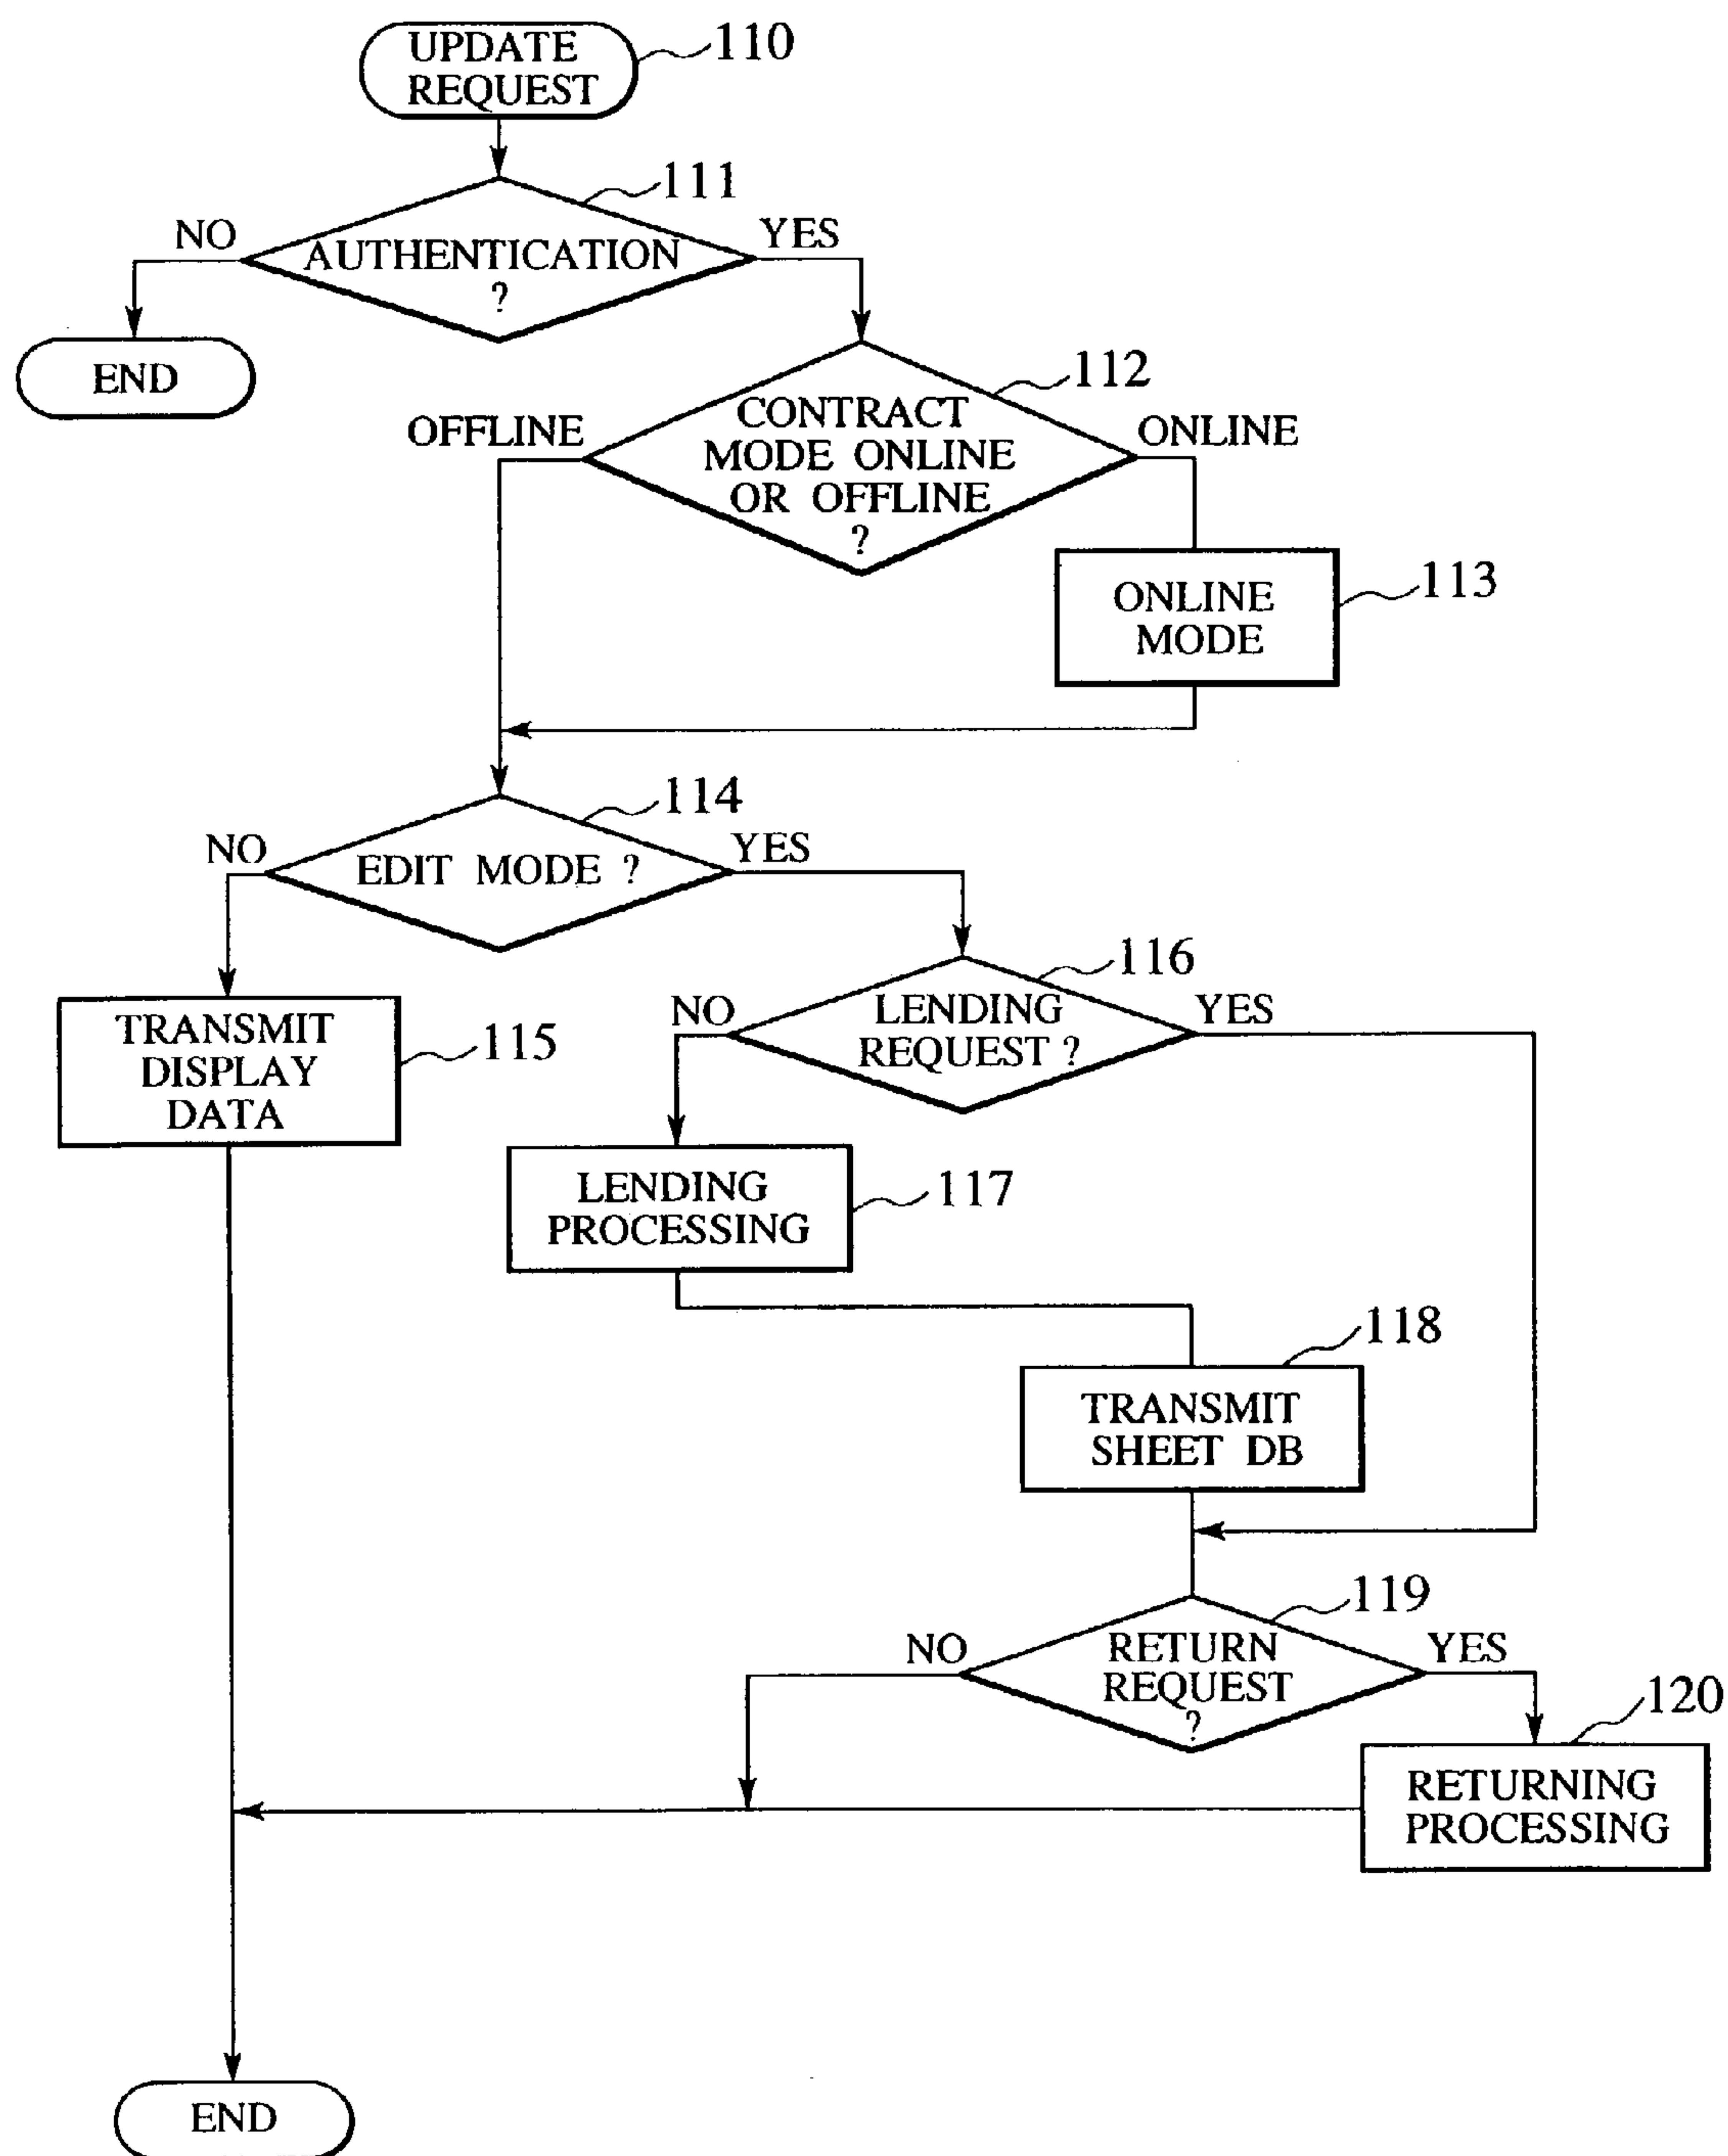 UPDATE
REQUEST
110
111
NO
YES
AUTHENTICATION
?
END
112
OFFLINE
CONTRACT
MODE ONLINE
OR OFFLINE
?
ONLINE
113
ONLINE
MODE
114
NO
YES
EDIT MODE ?
116
NO
LENDING
REQUEST ?
YES
TRANSMIT
DISPLAY
DATA
115
LENDING
PROCESSING
117
118
TRANSMIT
SHEET DB
119
NO
RETURN
REQUEST
?
YES
120
RETURNING
PROCESSING
END